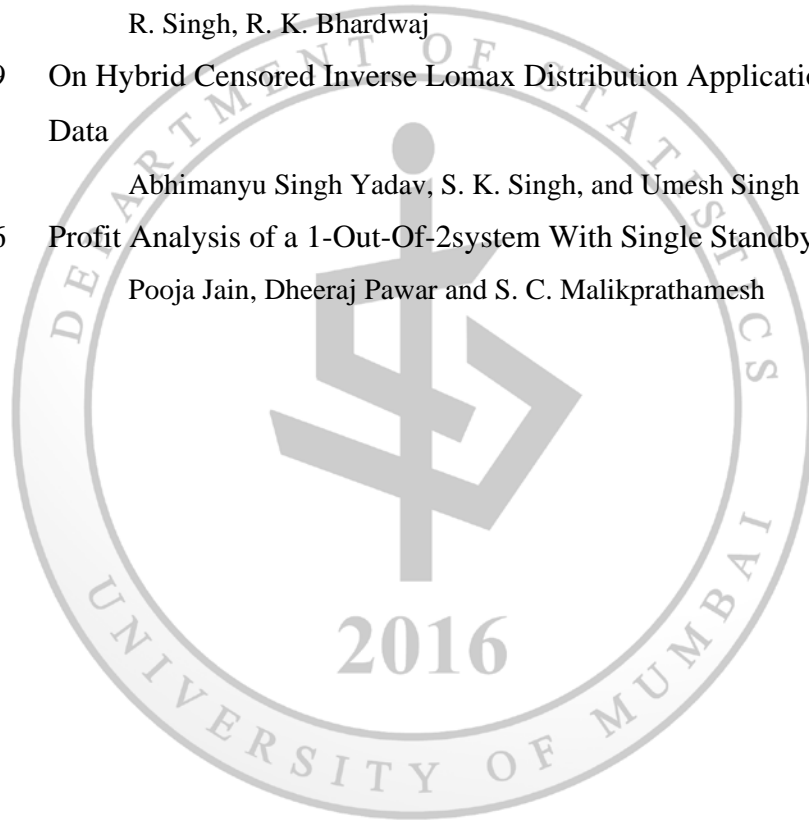 R. Singh, R. K. Bhardwaj
9 On Hybrid Censored Inverse Lomax Distribution Applicatio
Data
Abhimanyu Singh Yadav, S. K. Singh, and Umesh Singh
6 Profit Analysis of a 1-Out-Of-2system With Single Standby
Pooja Jain, Dheeraj Pawar and S. C. Malikprathamesh
DEPARTMENT OF STATISTICS
2016
UNIVERSITY OF MUMBAI